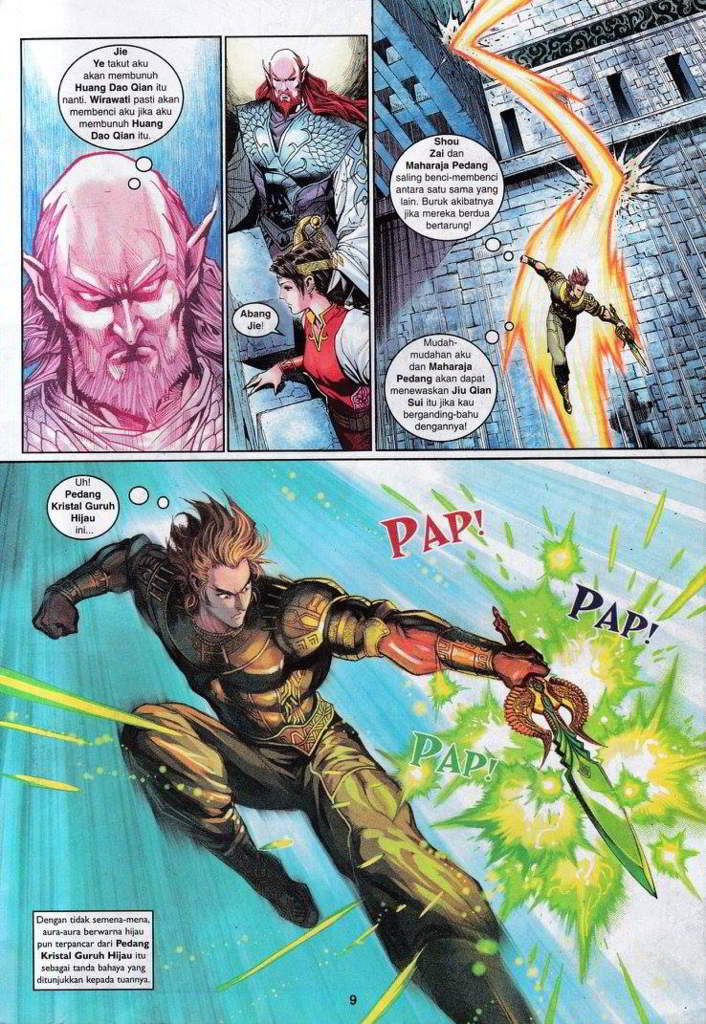 Jie
Ye takut aku
akan membunuh
Huang Dao Qian itu
nanti. Wirawati pasti akan
membenci aku jika aku
membunuh Huang
Dao Qian itu.
Abang
Jie!
Shou
Zai dan
Maharaja Pedang
saling benci-membenci
antara satu sama yang
lain. Buruk akibatnya
jika mereka berdua
bertarung!
Mudah-
mudahan aku
dan Maharaja
Pedang akan dapat
menewaskan Jiu Qian
Sui itu jika kau
berganding-bahu
dengannya!
Uh!
Pedang
Kristal Guruh
Hijau
ini...
PAP!
PAP!
PAP!
Dengan tidak semena-mena,
aura-aura berwarna hijau
pun terpancar dari Pedang
Kristal Guruh Hijau itu
sebagai tanda bahaya yang
ditunjukkan kepada tuannya.
9